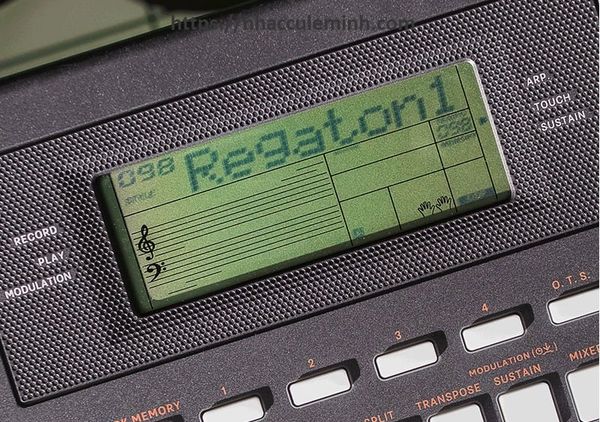 https://nhacculeminh.com
098 Regaton1
STYLE
098
ARP
TOUCH
SUSTAIN
RECORD
PLAY
MODULATION
1
2
3
4
O.T.S.
MEMORY
MODULATION
SPLIT
TRANSPOSE
SUSTAIN
MIXER